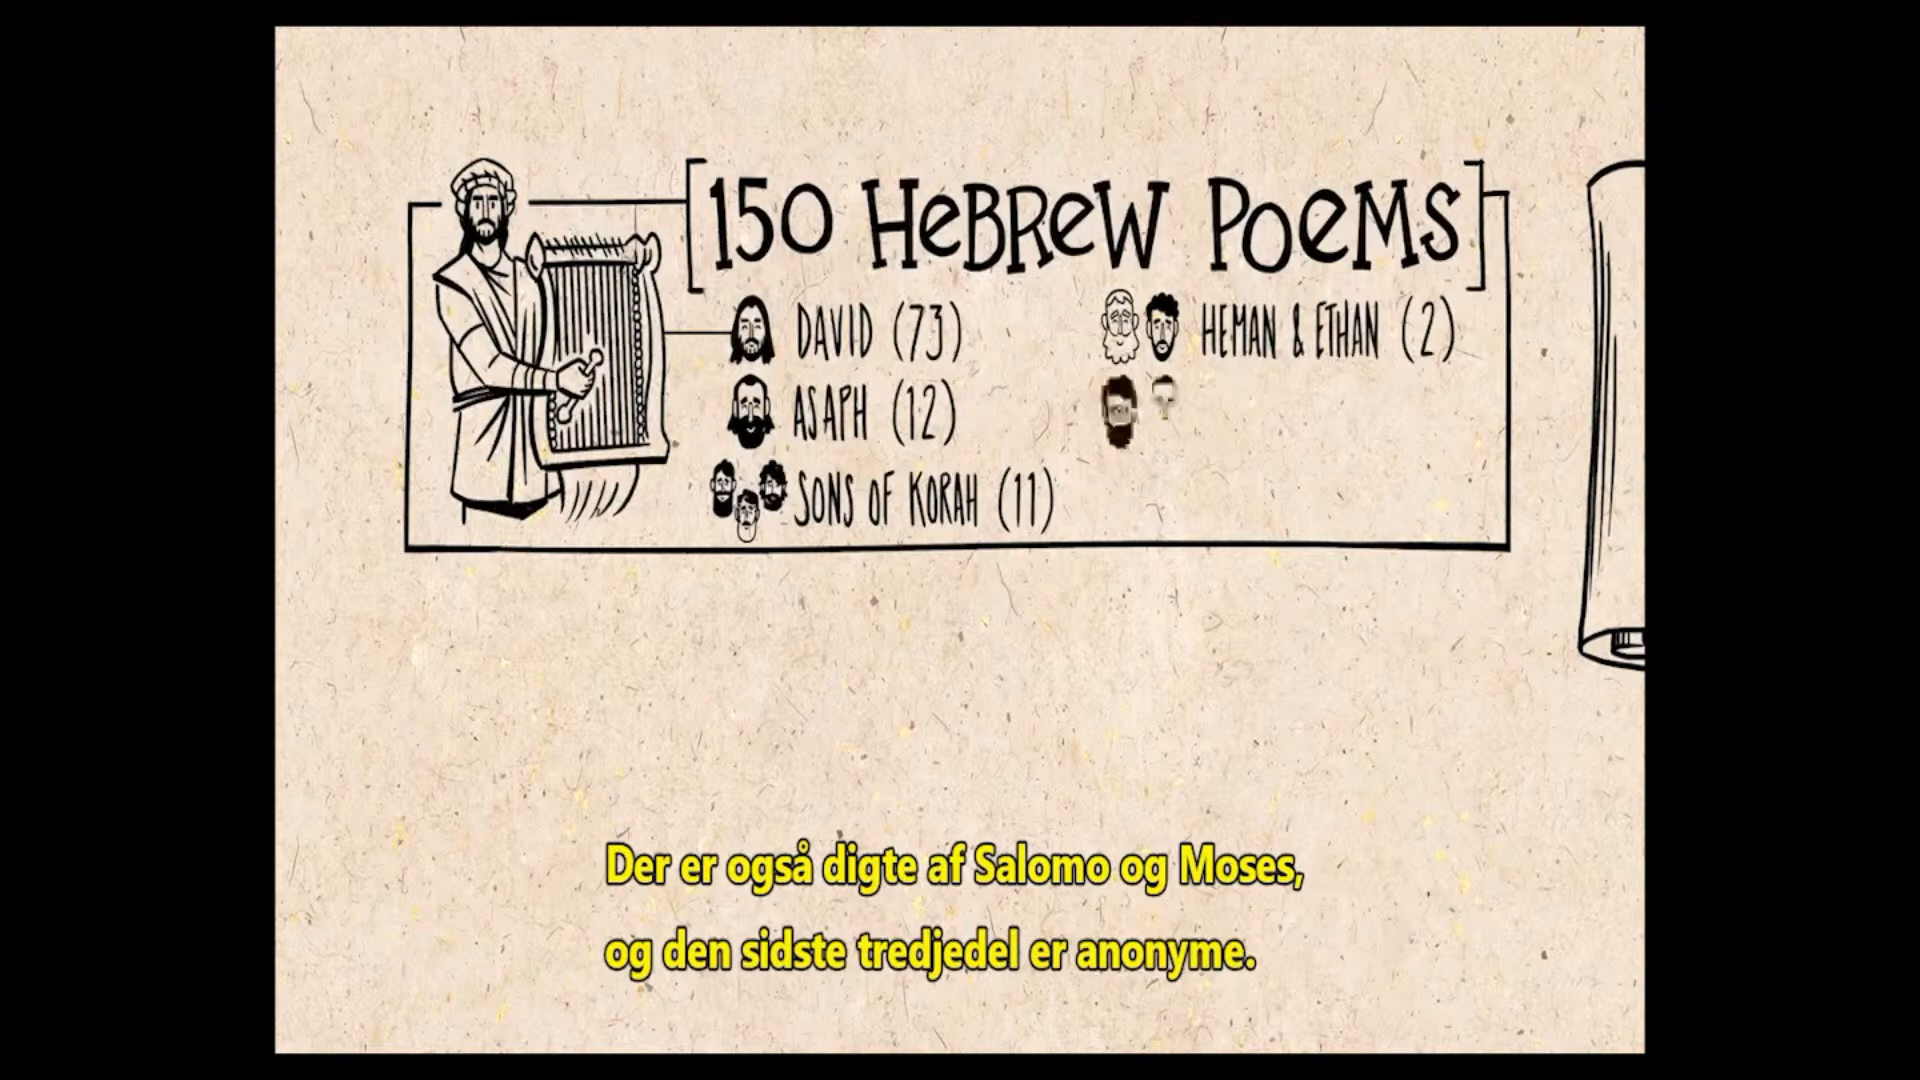 150 HeBReW PoeMS
DAVID (73)
ASAPH (12)
SONS OF KORAH (11)
HEMAN & ETHAN (2)
Der er også digte af Salomo og Moses,
og den sidste tredjedel er anonyme.